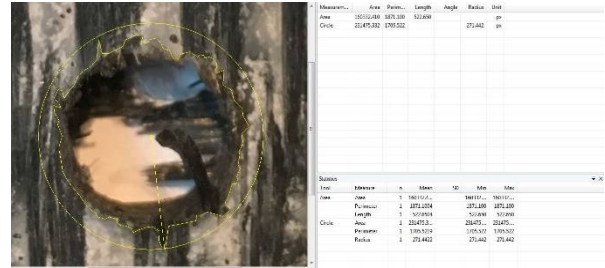 Measurem... Area Perim... Length Angle Radius Unit
Area 1871.100 522.650 px
Circle 231475.332 1705.522 271.442 px
Statistics
Tool Measure n Mean SD Min Max
Area Area 1
Perimeter 1 1871.1004 1871.100 1871.100
Length 1 522.650 522.650
Circle Area 1 231475.3... 231475... 231475...
Perimeter 1 1705.5219 1705.522 1705.522
Radius 1 271.4422 271.442 271.442